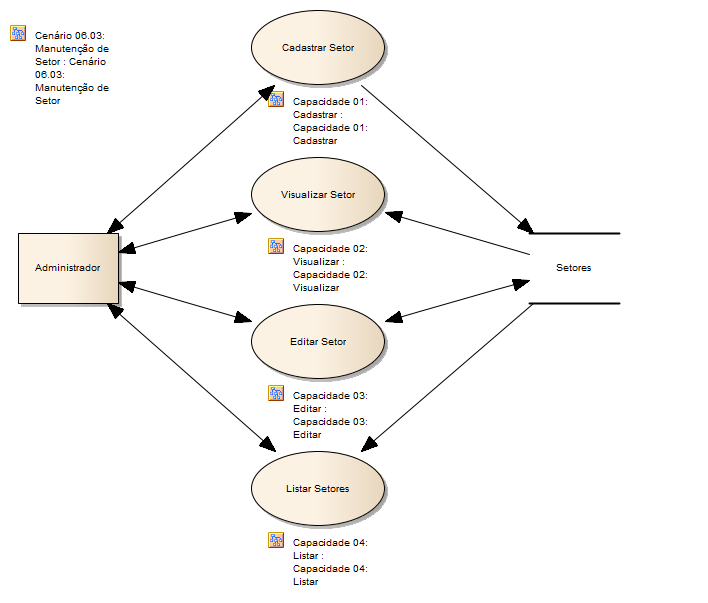 Cenário 06.03:
Manutenção de
Setor : Cenário
06.03:
Manutenção de
Setor
Cadastrar Setor
Capacidade 01:
Cadastrar :
Capacidade 01:
Cadastrar
Visualizar Setor
Capacidade 02:
Visualizar :
Capacidade 02:
Visualizar
Administrador
Setores
Editar Setor
Capacidade 03:
Editar :
Capacidade 03:
Editar
Listar Setores
Capacidade 04:
Listar :
Capacidade 04:
Listar